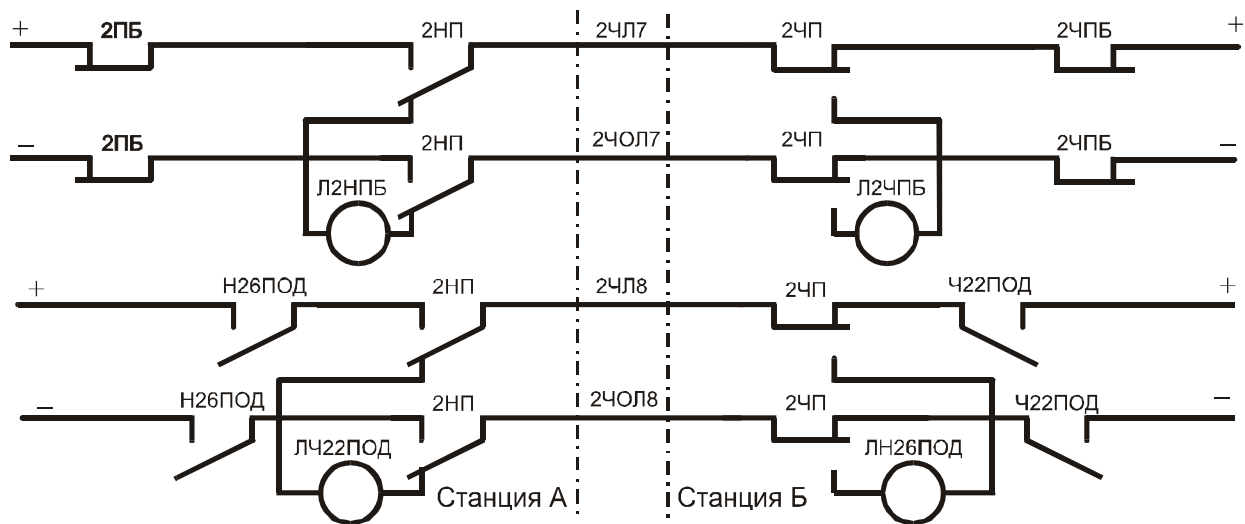 + 2ПБ 2НП 2ЧЛ7 2ЧП 2ЧПБ +
− 2ПБ 2НП 2ЧОЛ7 2ЧП 2ЧПБ −
Л2НПБ Л2ЧПБ
+ Н26ПОД 2НП 2ЧЛ8 2ЧП Ч22ПОД +
− Н26ПОД 2НП 2ЧОЛ8 2ЧП Ч22ПОД −
ЛЧ22ПОД ЛН26ПОД
Станция А Станция Б